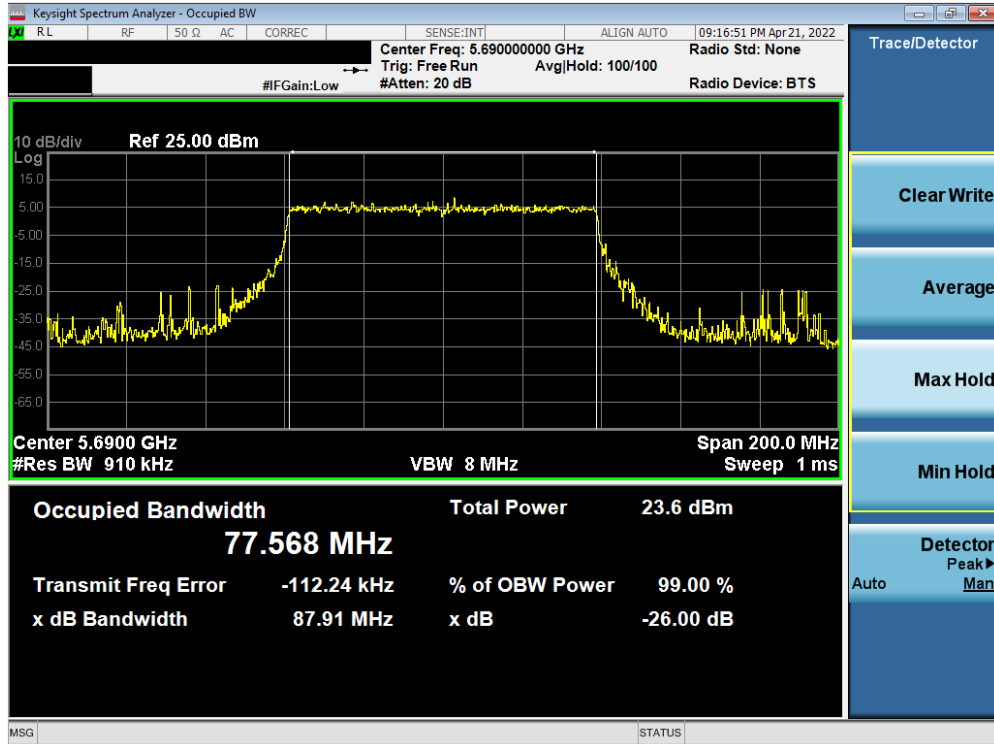 Keysight Spectrum Analyzer - Occupied BW
LXI RL RF 50 Ω AC CORREC SENSE:INT ALIGN AUTO 09:16:51 PM Apr 21, 2022
Center Freq: 5.690000000 GHz Radio Std: None
Trig: Free Run Avg|Hold: 100/100
#IFGain:Low #Atten: 20 dB Radio Device: BTS
Trace/Detector
10 dB/div Ref 25.00 dBm
Log
15.0
5.00
-5.00
-15.0
-25.0
-35.0
-45.0
-55.0
-65.0
Center 5.6900 GHz Span 200.0 MHz
#Res BW 910 kHz VBW 8 MHz Sweep 1 ms
Occupied Bandwidth Total Power 23.6 dBm
77.568 MHz
Transmit Freq Error -112.24 kHz % of OBW Power 99.00 %
x dB Bandwidth 87.91 MHz x dB -26.00 dB
Clear Write
Average
Max Hold
Min Hold
Detector
Peak▶
Auto Man
MSG STATUS